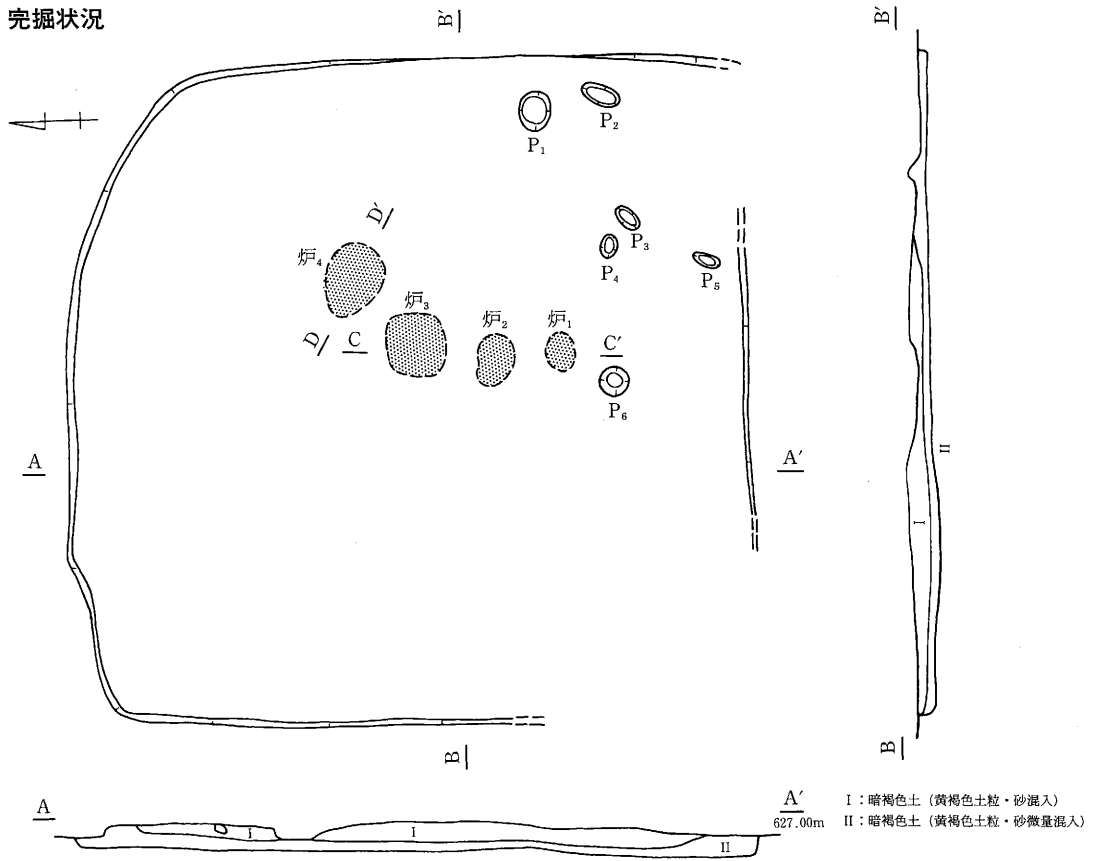 完掘状況
B′
B′
P₁
P₂
D′
P₃
P₄
P₅
炉₄
炉₃
炉₂
炉₁
D
C
C′
P₆
A
A′
II
I
B
B
A
A′
627.00m
I
I
II
I：暗褐色土（黄褐色土粒・砂混入）
II：暗褐色土（黄褐色土粒・砂微量混入）